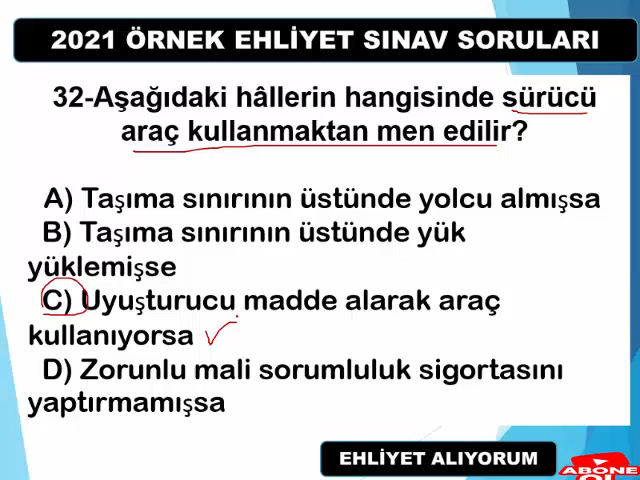 2021 ÖRNEK EHLİYET SINAV SORULARI
32-Aşağıdaki hâllerin hangisinde sürücü
araç kullanmaktan men edilir?
A) Taşıma sınırının üstünde yolcu almışsa
B) Taşıma sınırının üstünde yük
yüklemişse
C) Uyuşturucu madde alarak araç
kullanıyorsa
D) Zorunlu mali sorumluluk sigortasını
yaptırmamışsa
EHLİYET ALIYORUM
ABONE
OL